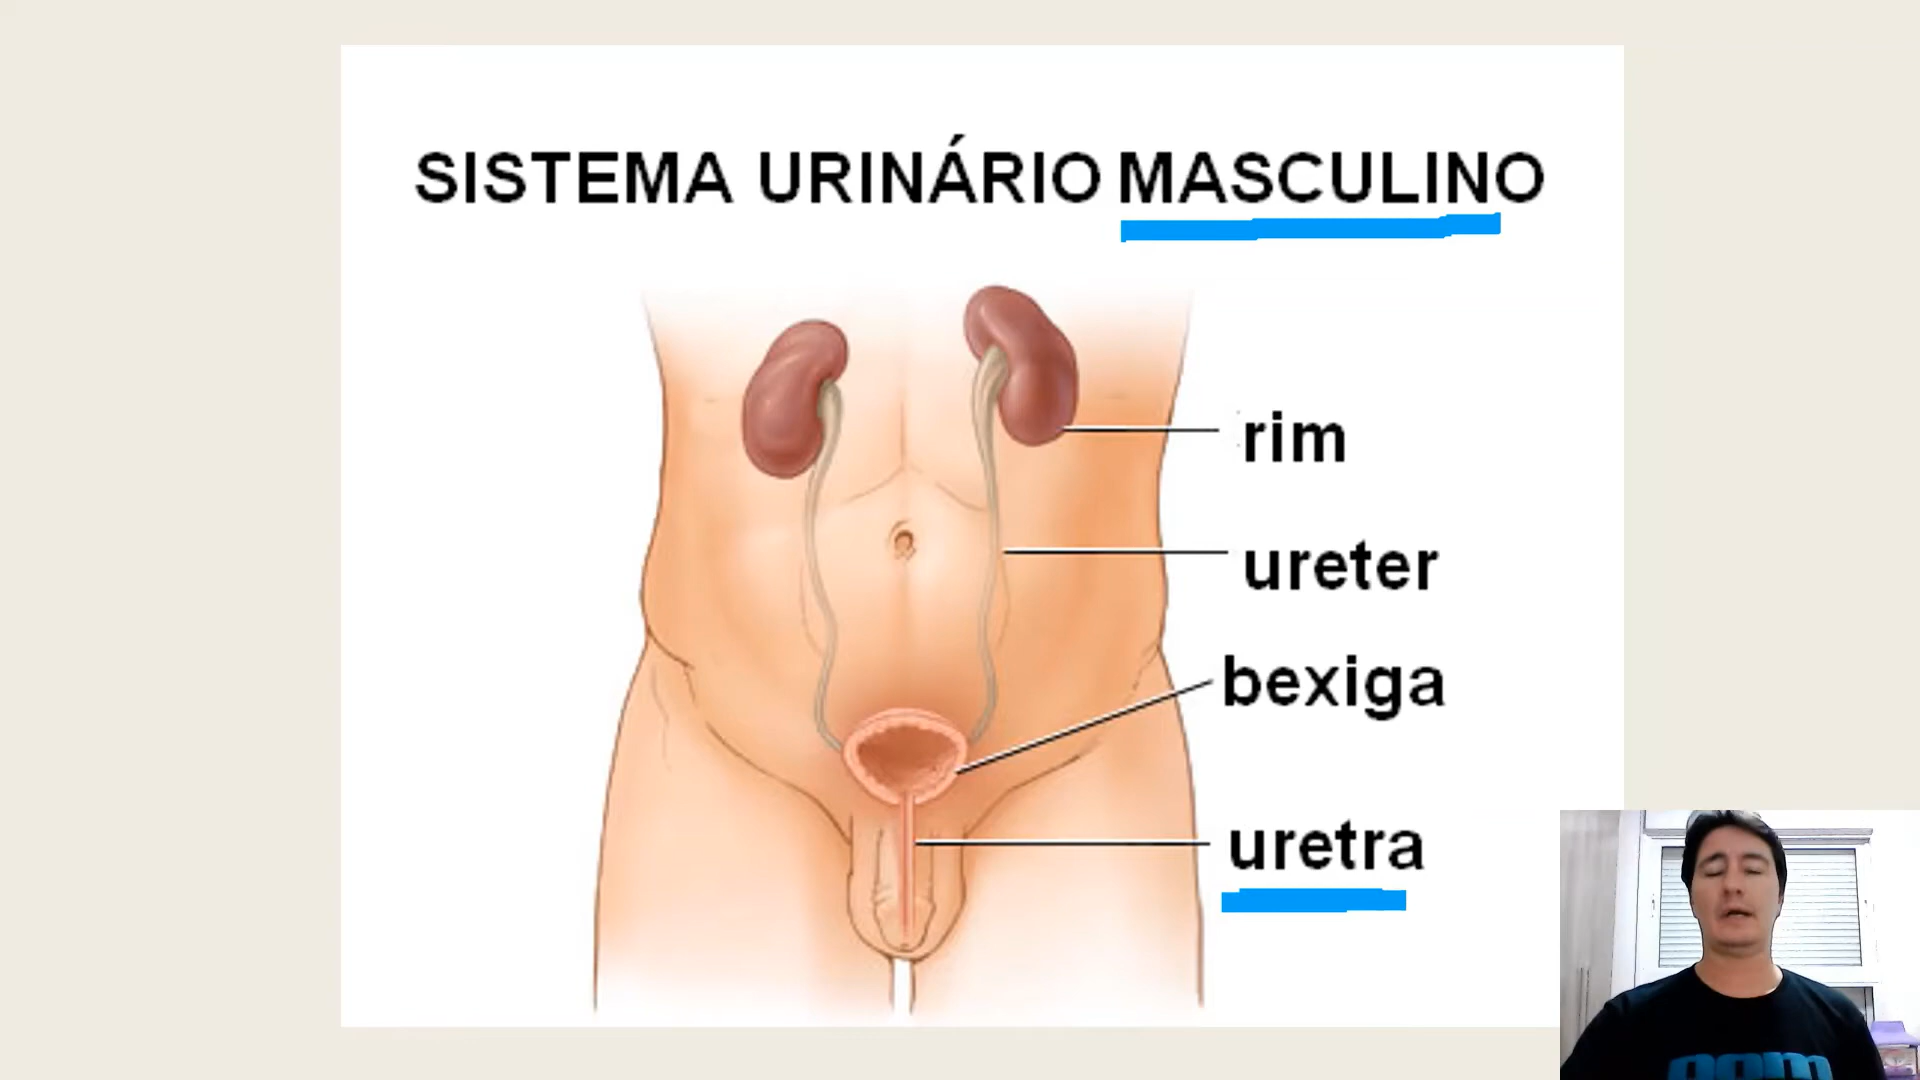 SISTEMA URINÁRIO MASCULINO
rim
ureter
bexiga
uretra